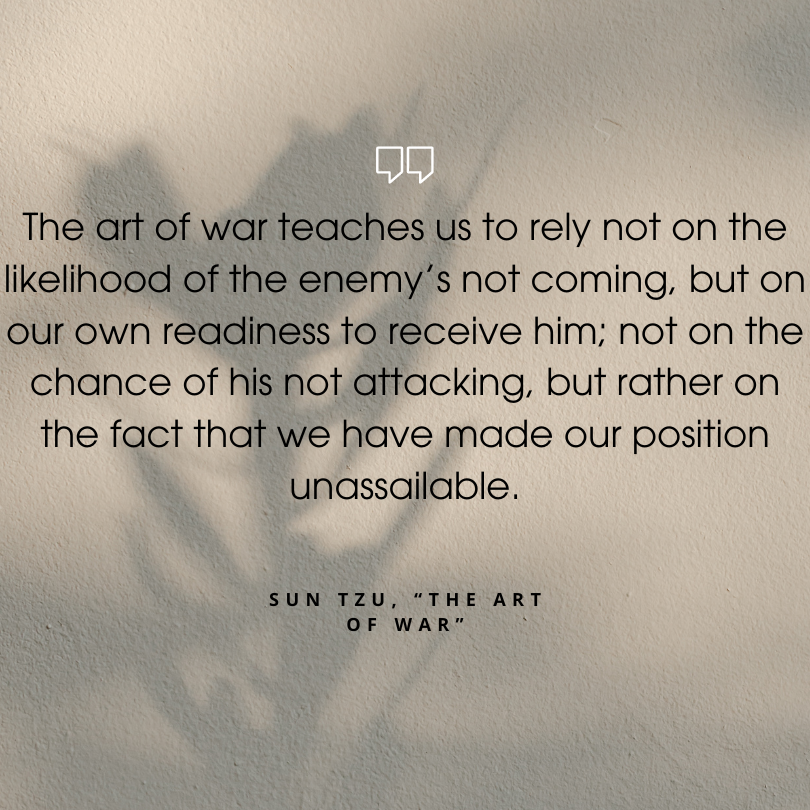 The art of war teaches us to rely not on the
likelihood of the enemy’s not coming, but on
our own readiness to receive him; not on the
chance of his not attacking, but rather on
the fact that we have made our position
unassailable.
SUN TZU, “THE ART
OF WAR”